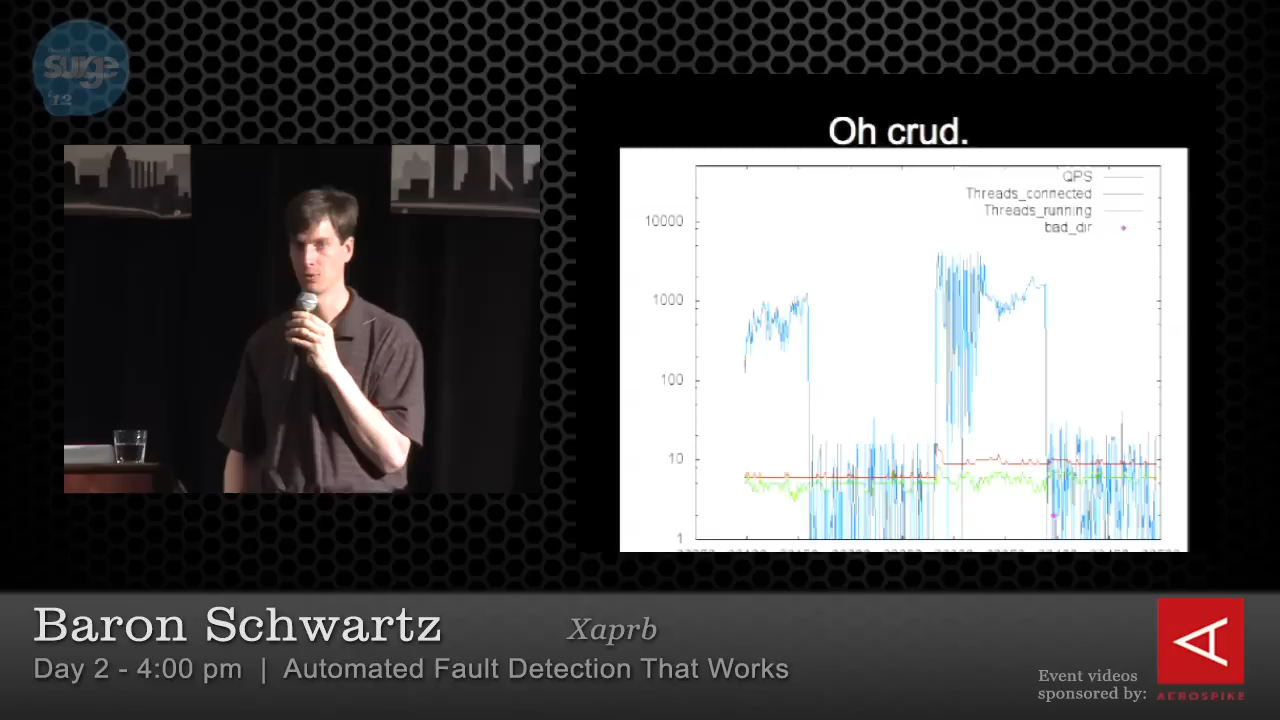 surge
'12
Oh crud.
QPS
Threads_connected
Threads_running
bad_dir
10000
1000
100
10
1
Baron Schwartz
Xaprb
Day 2 - 4:00 pm | Automated Fault Detection That Works
Event videos
sponsored by:
AEROSPIKE